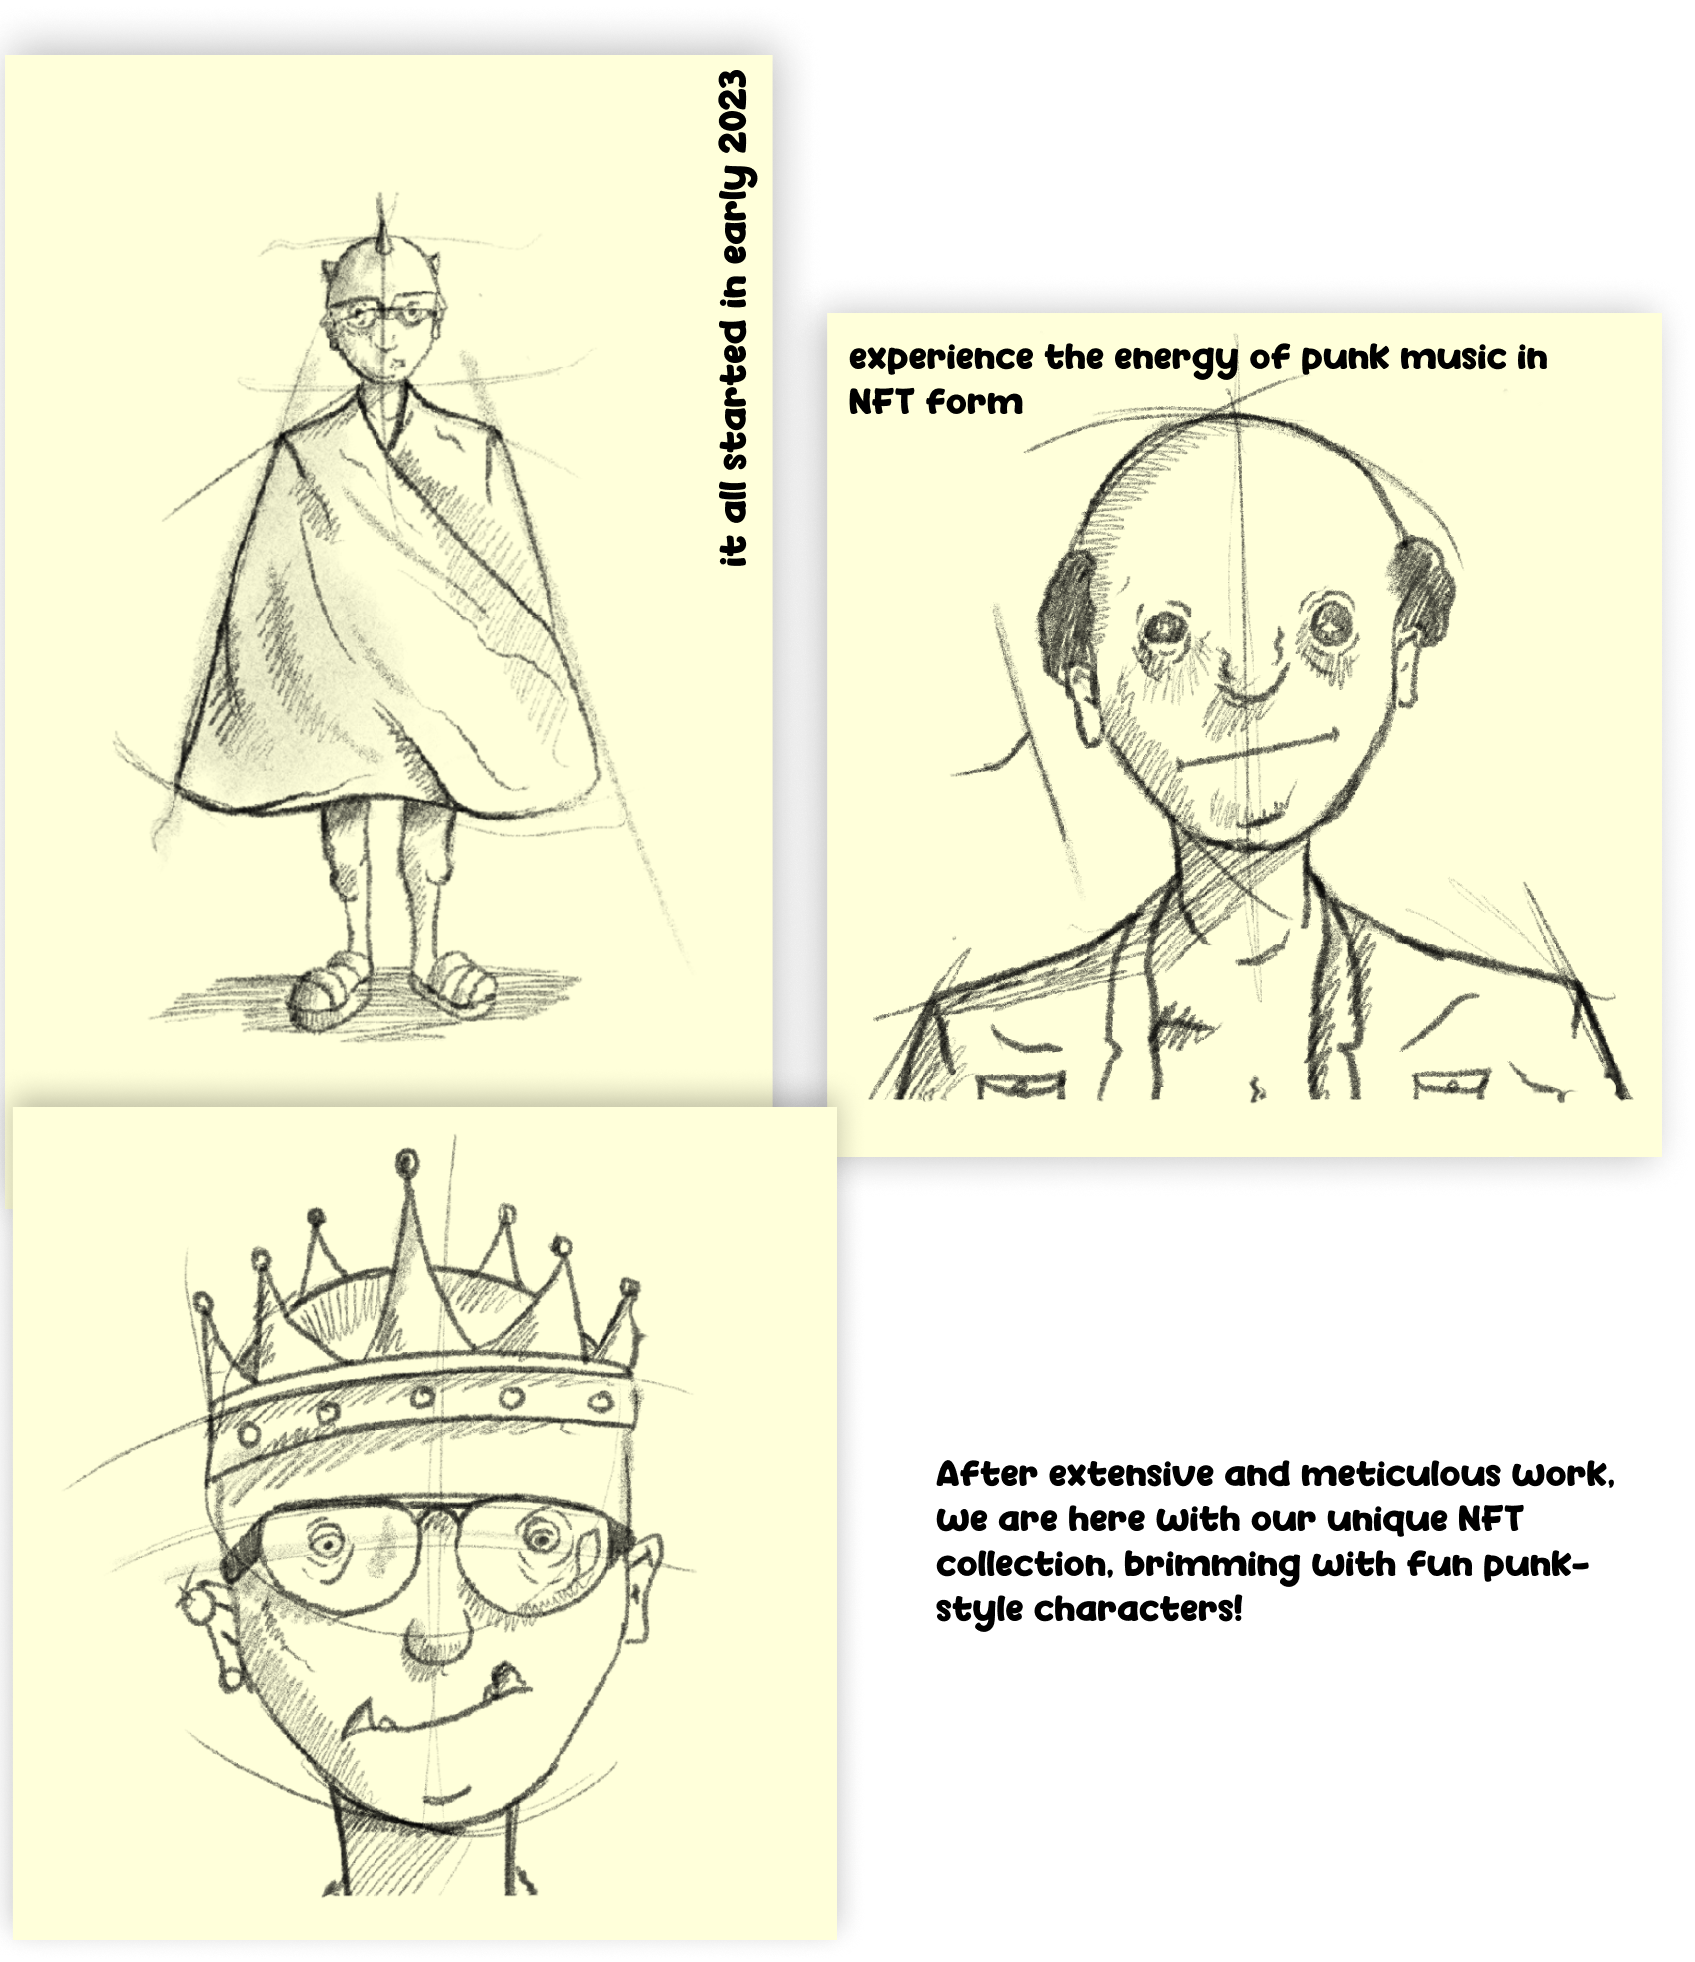 it all started in early 2023
experience the energy of punk music in
NFT form
After extensive and meticulous work,
we are here with our unique NFT
collection, brimming with fun punk-
style characters!